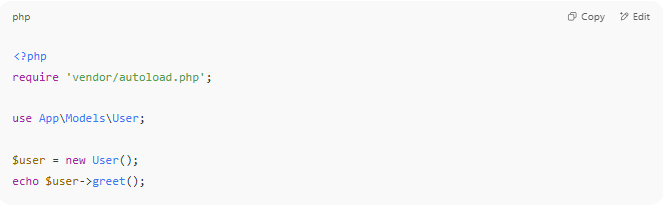 php Copy Edit
<?php
require 'vendor/autoload.php';
use App\Models\User;
$user = new User();
echo $user->greet();